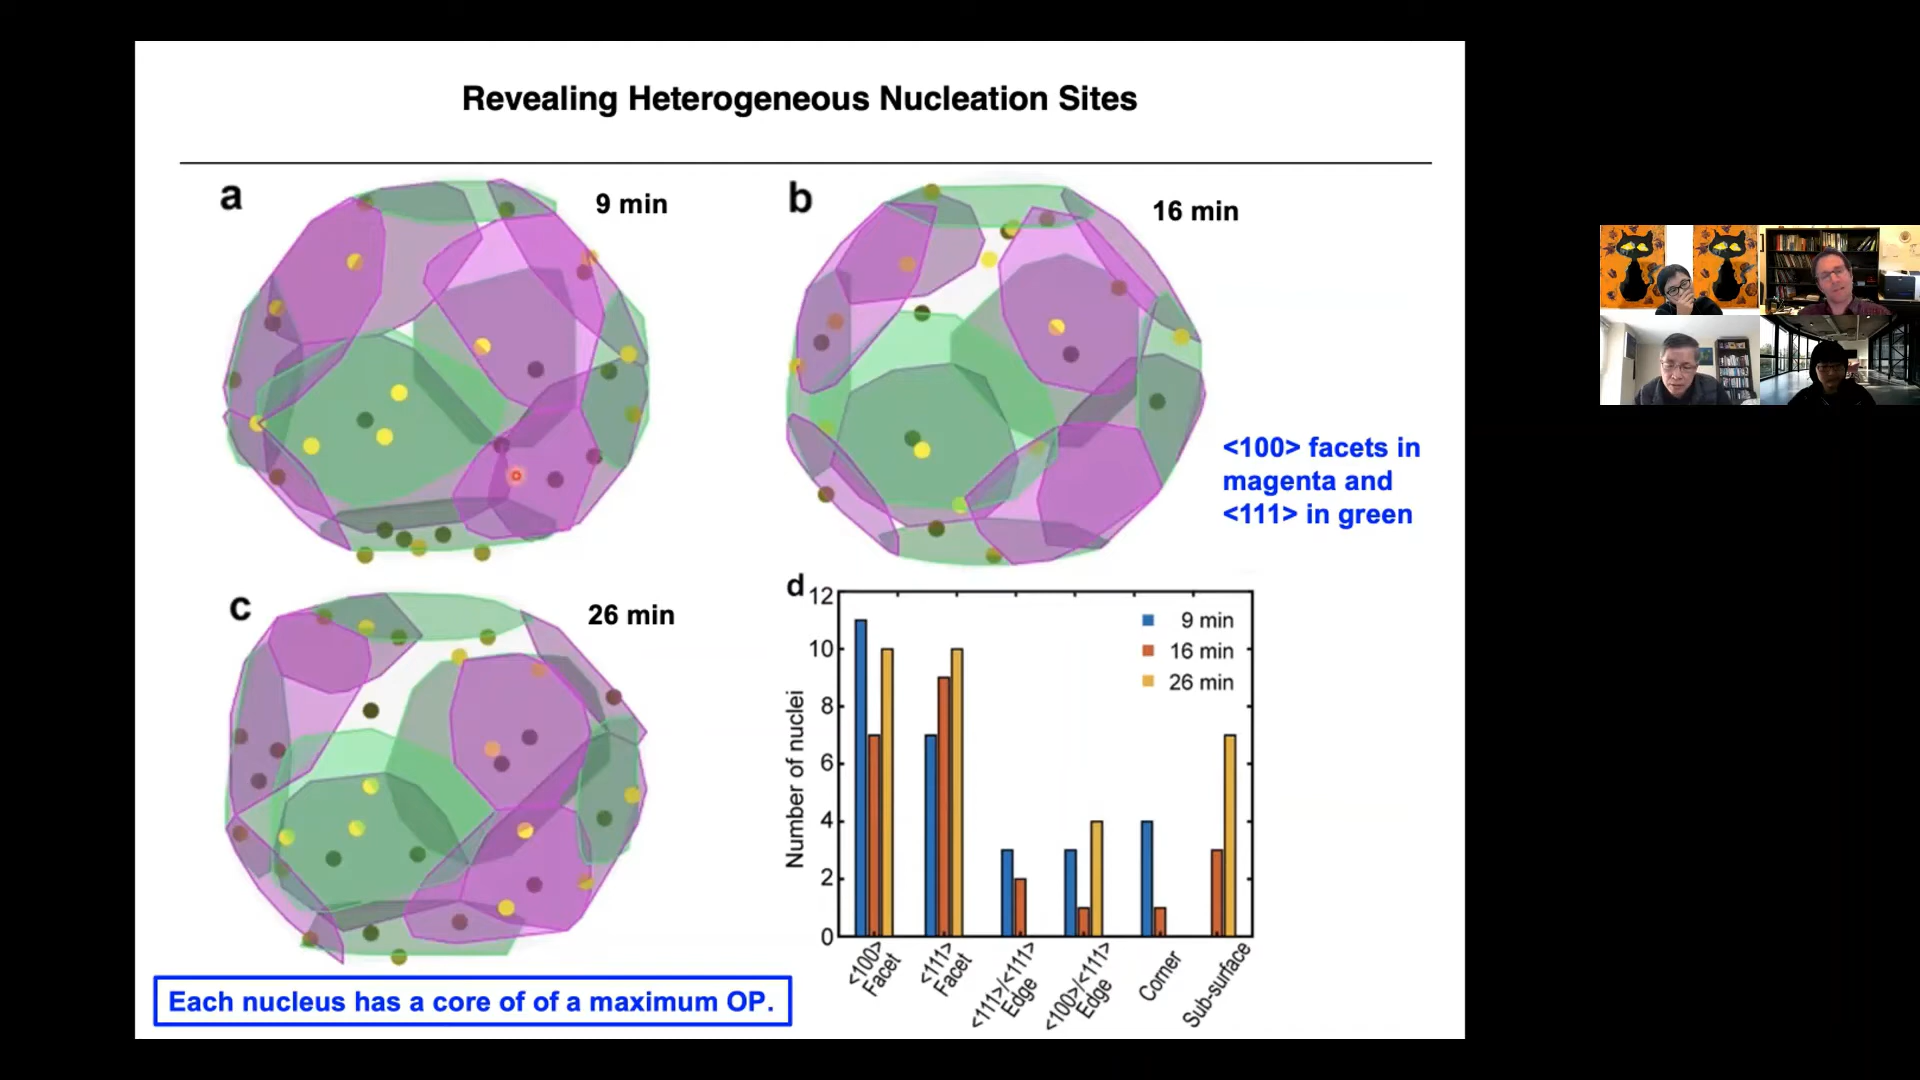 Revealing Heterogeneous Nucleation Sites
a
9 min
b
16 min
<100> facets in
magenta and
<111> in green
c
26 min
d
12
10
8
6
4
2
0
Number of nuclei
9 min
16 min
26 min
<100>
Facet
<111>
Facet
<111>/<111>
Edge
<100>/<111>
Edge
Corner
Sub-surface
Each nucleus has a core of of a maximum OP.